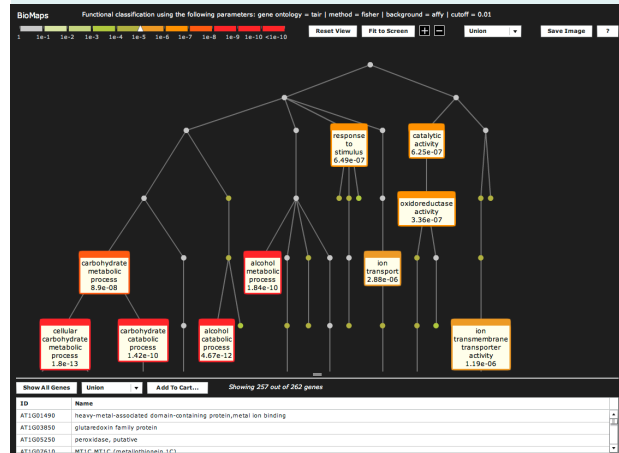 BioMaps Functional classification using the following parameters: gene ontology = tair | method = fisher | background = affy | cutoff = 0.01
1 1e-1 1e-2 1e-3 1e-4 1e-5 1e-6 1e-7 1e-8 1e-9 1e-10 <1e-10
Reset View Fit to Screen + − Union Save Image ?
response
to
stimulus
6.49e-07
catalytic
activity
6.25e-07
oxidoreductase
activity
3.36e-07
carbohydrate
metabolic
process
8.9e-08
alcohol
metabolic
process
1.84e-10
ion
transport
2.88e-06
cellular
carbohydrate
metabolic
process
1.8e-13
carbohydrate
catabolic
process
1.42e-10
alcohol
catabolic
process
4.67e-12
ion
transmembrane
transporter
activity
1.19e-06
Show All Genes Union Add To Cart... Showing 257 out of 262 genes
ID Name
AT1G01490 heavy-metal-associated domain-containing protein,metal ion binding
AT1G03850 glutaredoxin family protein
AT1G05250 peroxidase, putative
AT1G07610 MT1C,MT1C (metallothionein 1C)